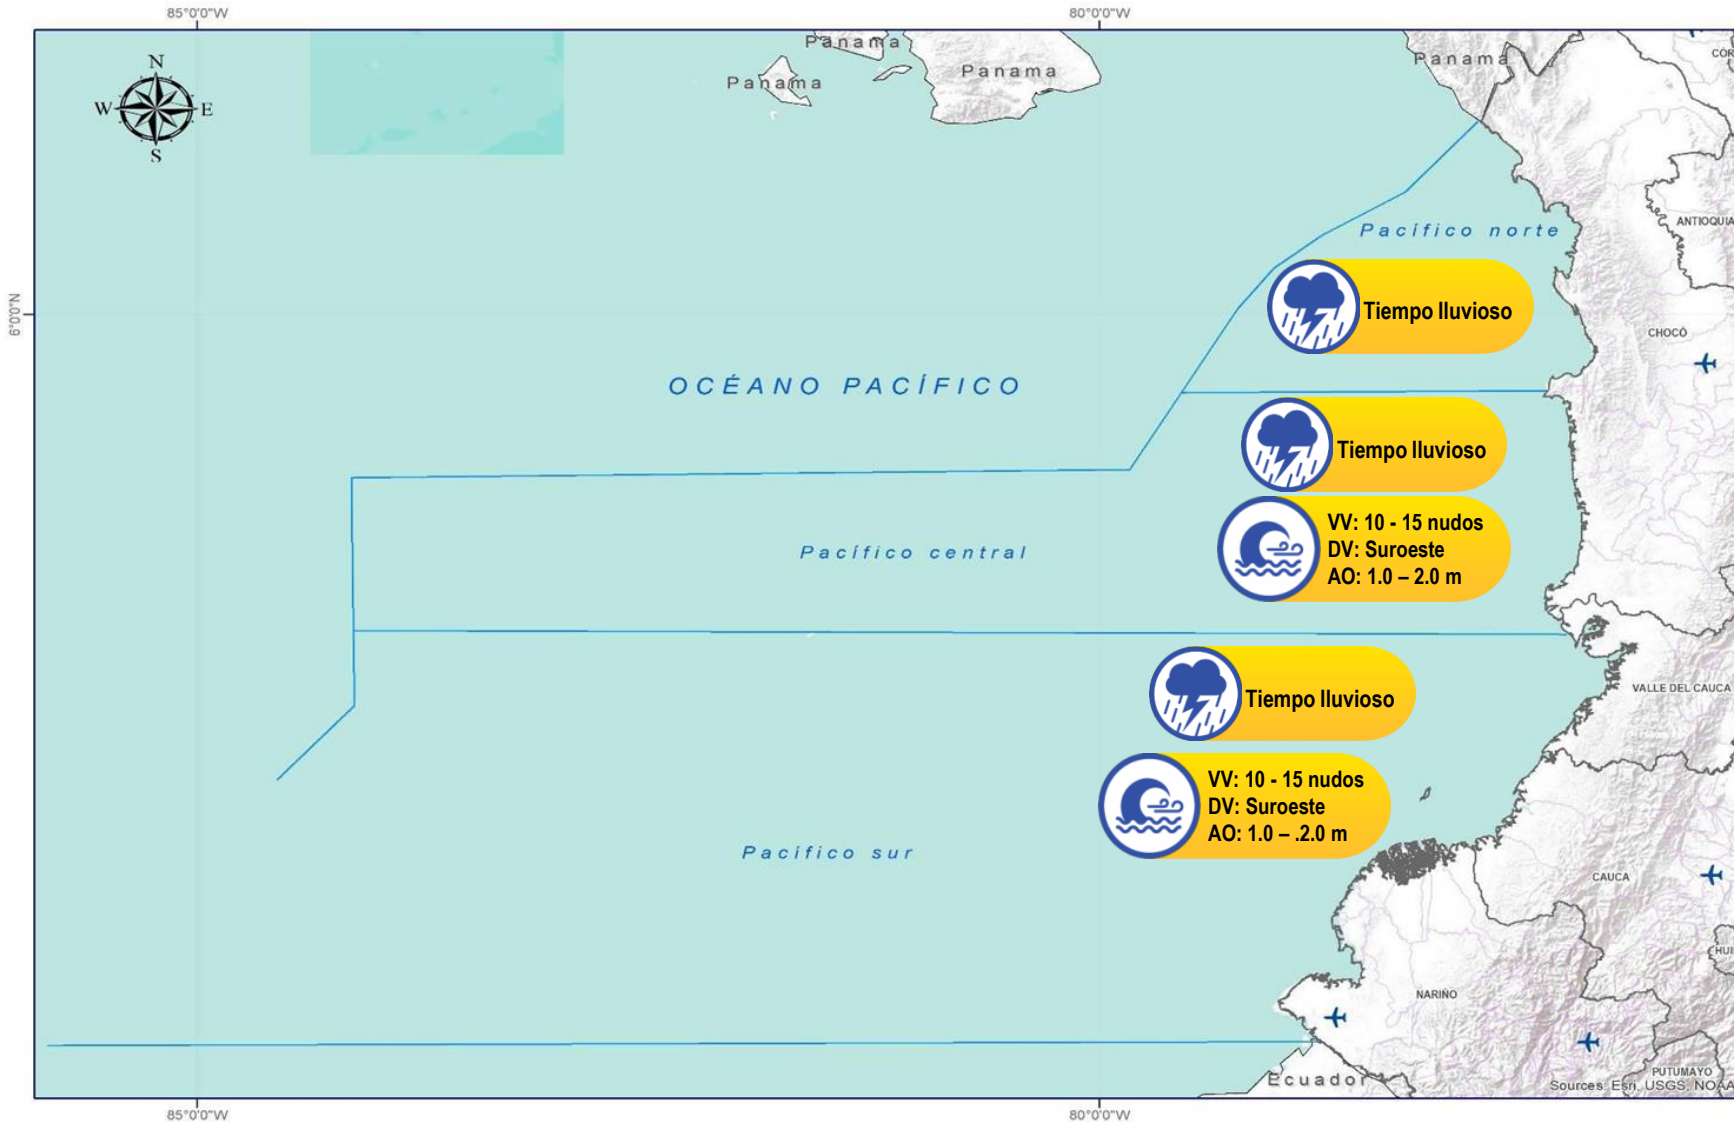 85°0'0"W
80°0'0"W
N
W
E
S
Panama
Panama
Panama
Panama
ANTIOQUIA
Pacífico norte
6°0'0"N
Tiempo lluvioso
CHOCÓ
OCÉANO PACÍFICO
Tiempo lluvioso
VV: 10 - 15 nudos
DV: Suroeste
AO: 1.0 – 2.0 m
Pacífico central
VALLE DEL CAUCA
Tiempo lluvioso
VV: 10 - 15 nudos
DV: Suroeste
AO: 1.0 – .2.0 m
Pacífico sur
CAUCA
HUI
NARIÑO
PUTUMAYO
Ecuador
Sources: Esri, USGS, NOAA
85°0'0"W
80°0'0"W